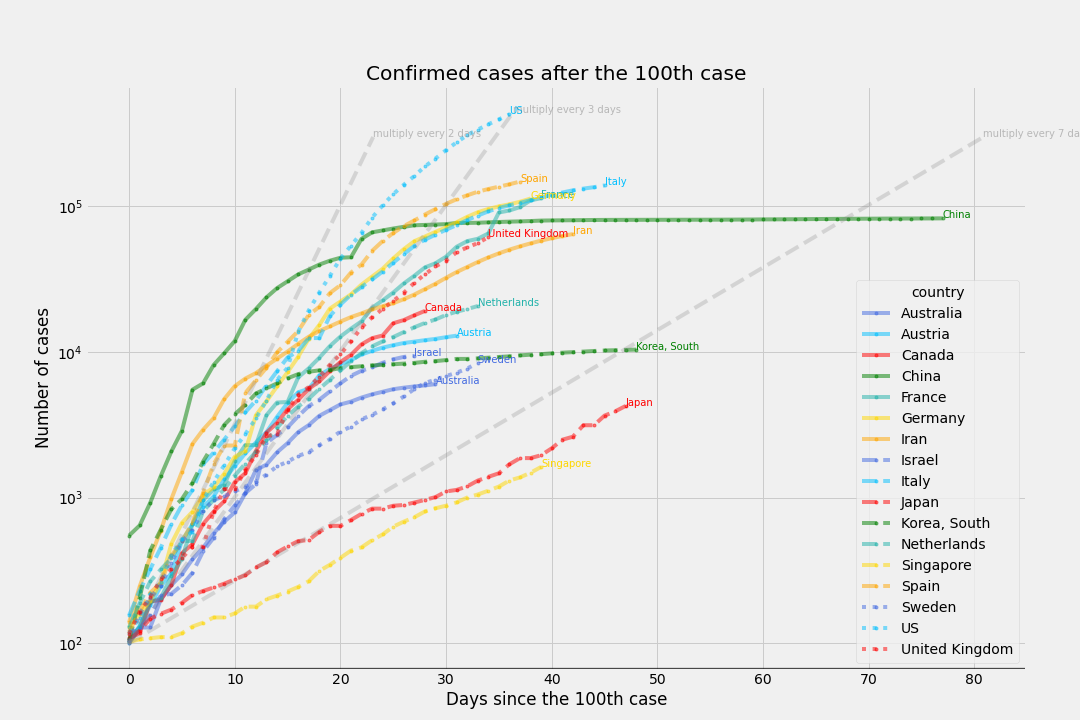 Confirmed cases after the 100th case
US
multiply every 3 days
multiply every 2 days
multiply every 7 da
Spain
Italy
France
Germany
China
United Kingdom
Iran
Netherlands
Canada
Austria
Israel
Korea, South
Sweden
Australia
Japan
Singapore
Number of cases
10⁵
10⁴
10³
10²
country
Australia
Austria
Canada
China
France
Germany
Iran
Israel
Italy
Japan
Korea, South
Netherlands
Singapore
Spain
Sweden
US
United Kingdom
0 10 20 30 40 50 60 70 80
Days since the 100th case